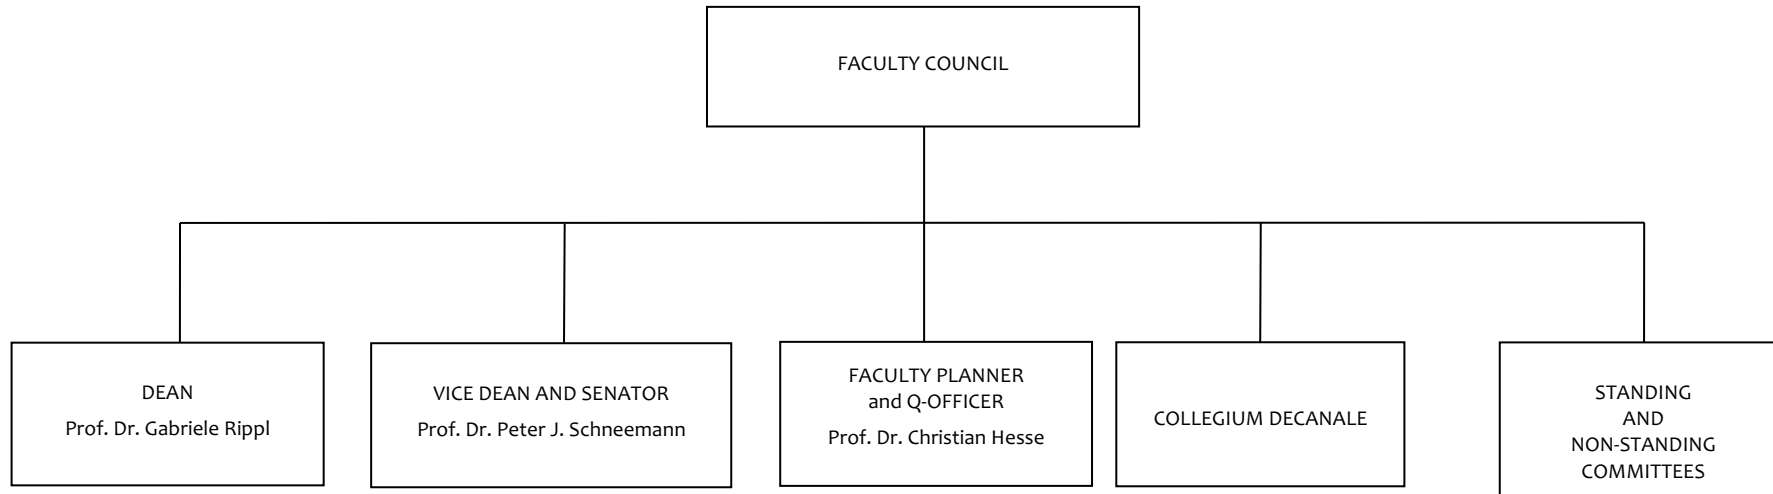 FACULTY COUNCIL
DEAN
Prof. Dr. Gabriele Rippl
VICE DEAN AND SENATOR
Prof. Dr. Peter J. Schneemann
FACULTY PLANNER
and Q-OFFICER
Prof. Dr. Christian Hesse
COLLEGIUM DECANALE
STANDING
AND
NON-STANDING
COMMITTEES